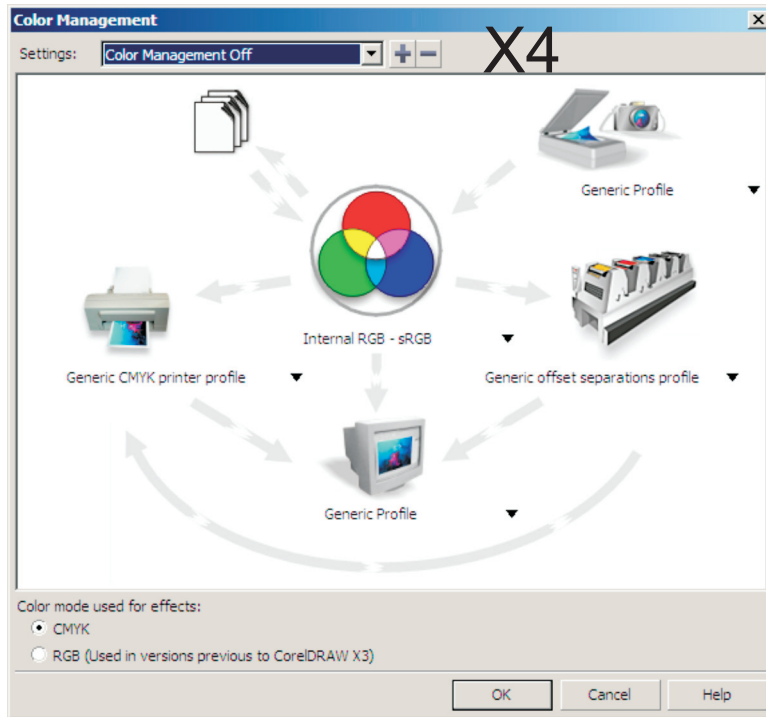 Color Management
Settings: Color Management Off X4
Generic Profile
Internal RGB - sRGB
Generic CMYK printer profile Generic offset separations profile
Generic Profile
Color mode used for effects:
CMYK
RGB (Used in versions previous to CorelDRAW X3)
OK Cancel Help